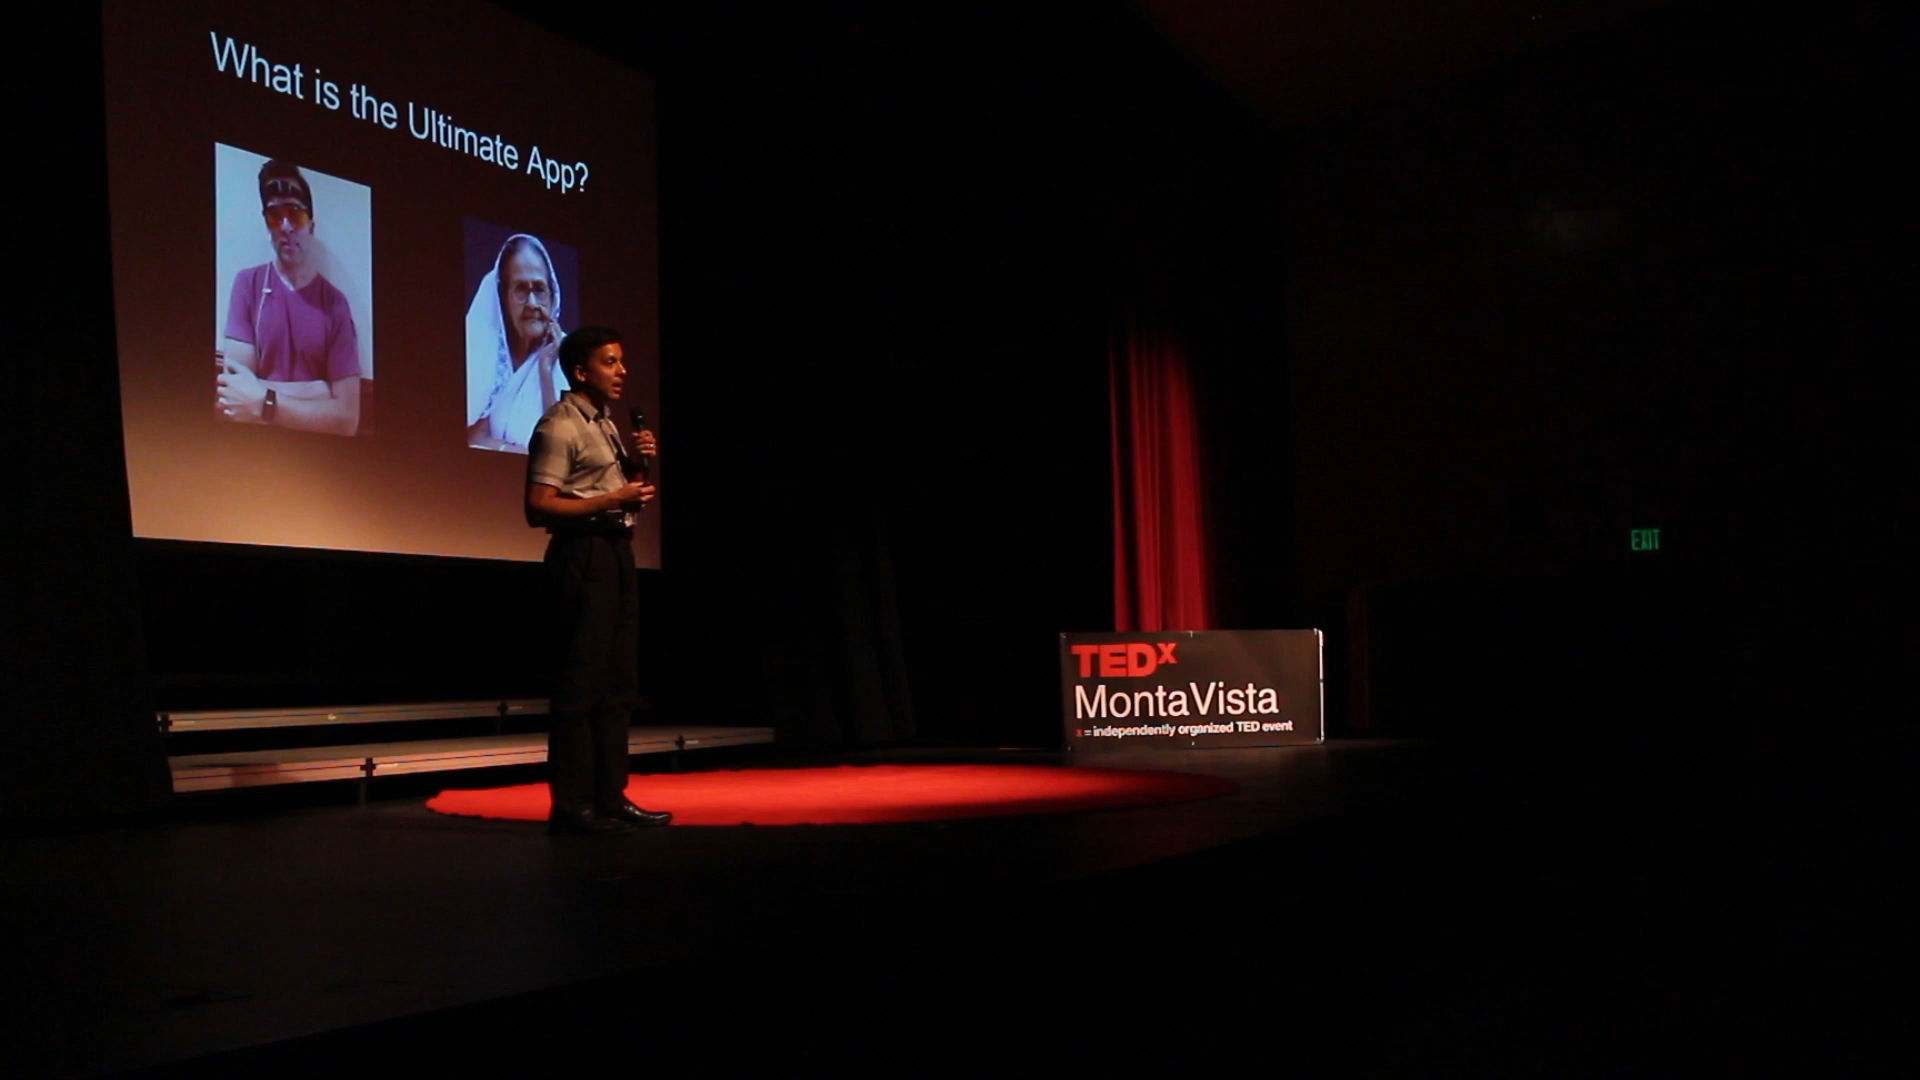 What is the Ultimate App?
TEDx
MontaVista
x = independently organized TED event
EXIT